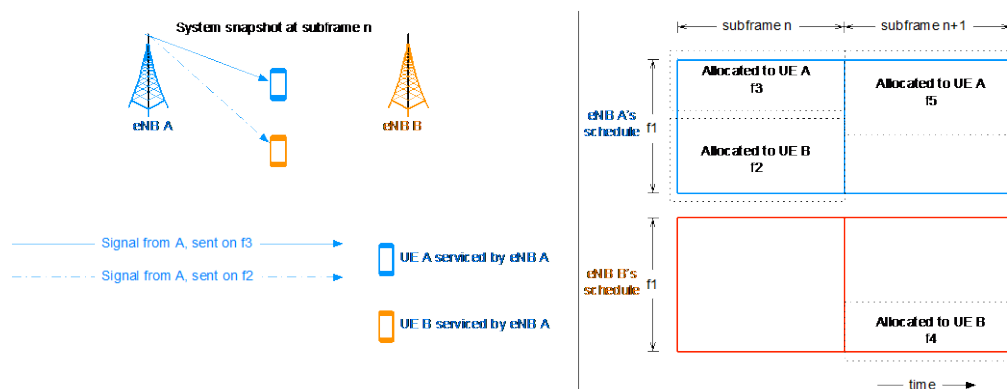 System snapshot at subframe n
eNB A
eNB B
Signal from A, sent on f3
Signal from A, sent on f2
UE A serviced by eNB A
UE B serviced by eNB A
subframe n
subframe n+1
eNB A's
schedule
f1
Allocated to UE A
f3
Allocated to UE A
f5
Allocated to UE B
f2
eNB B's
schedule
f1
Allocated to UE B
f4
time